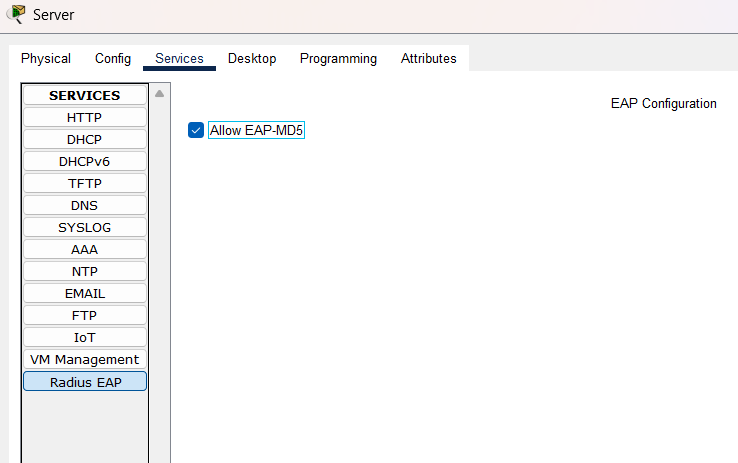 Server
Physical Config Services Desktop Programming Attributes
SERVICES
HTTP
DHCP
DHCPv6
TFTP
DNS
SYSLOG
AAA
NTP
EMAIL
FTP
IoT
VM Management
Radius EAP
EAP Configuration
Allow EAP-MD5